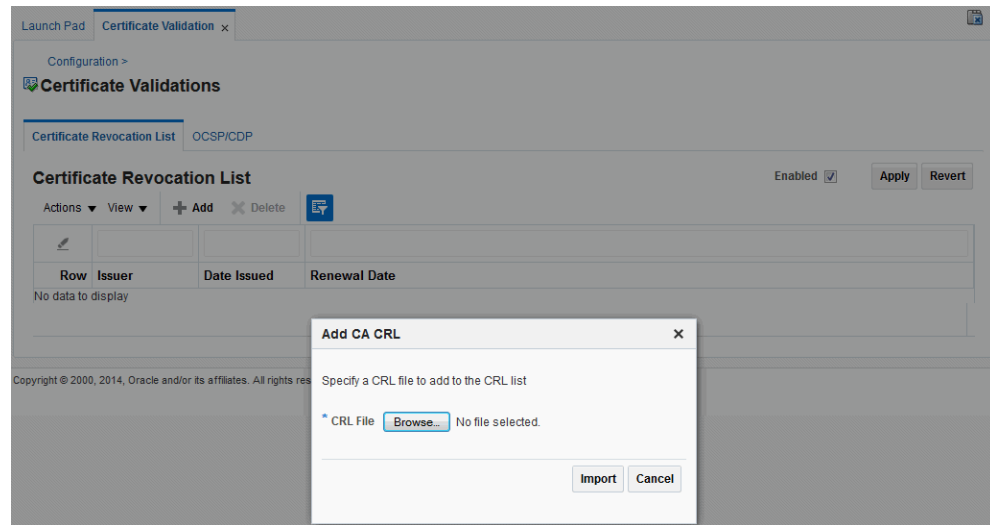 Launch Pad Certificate Validation x
Configuration >
Certificate Validations
Certificate Revocation List OCSP/CDP
Certificate Revocation List Enabled Apply Revert
Actions View Add Delete
Row Issuer Date Issued Renewal Date
No data to display
Add CA CRL
Copyright © 2000, 2014, Oracle and/or its affiliates. All rights res
Specify a CRL file to add to the CRL list
* CRL File Browse... No file selected.
Import Cancel